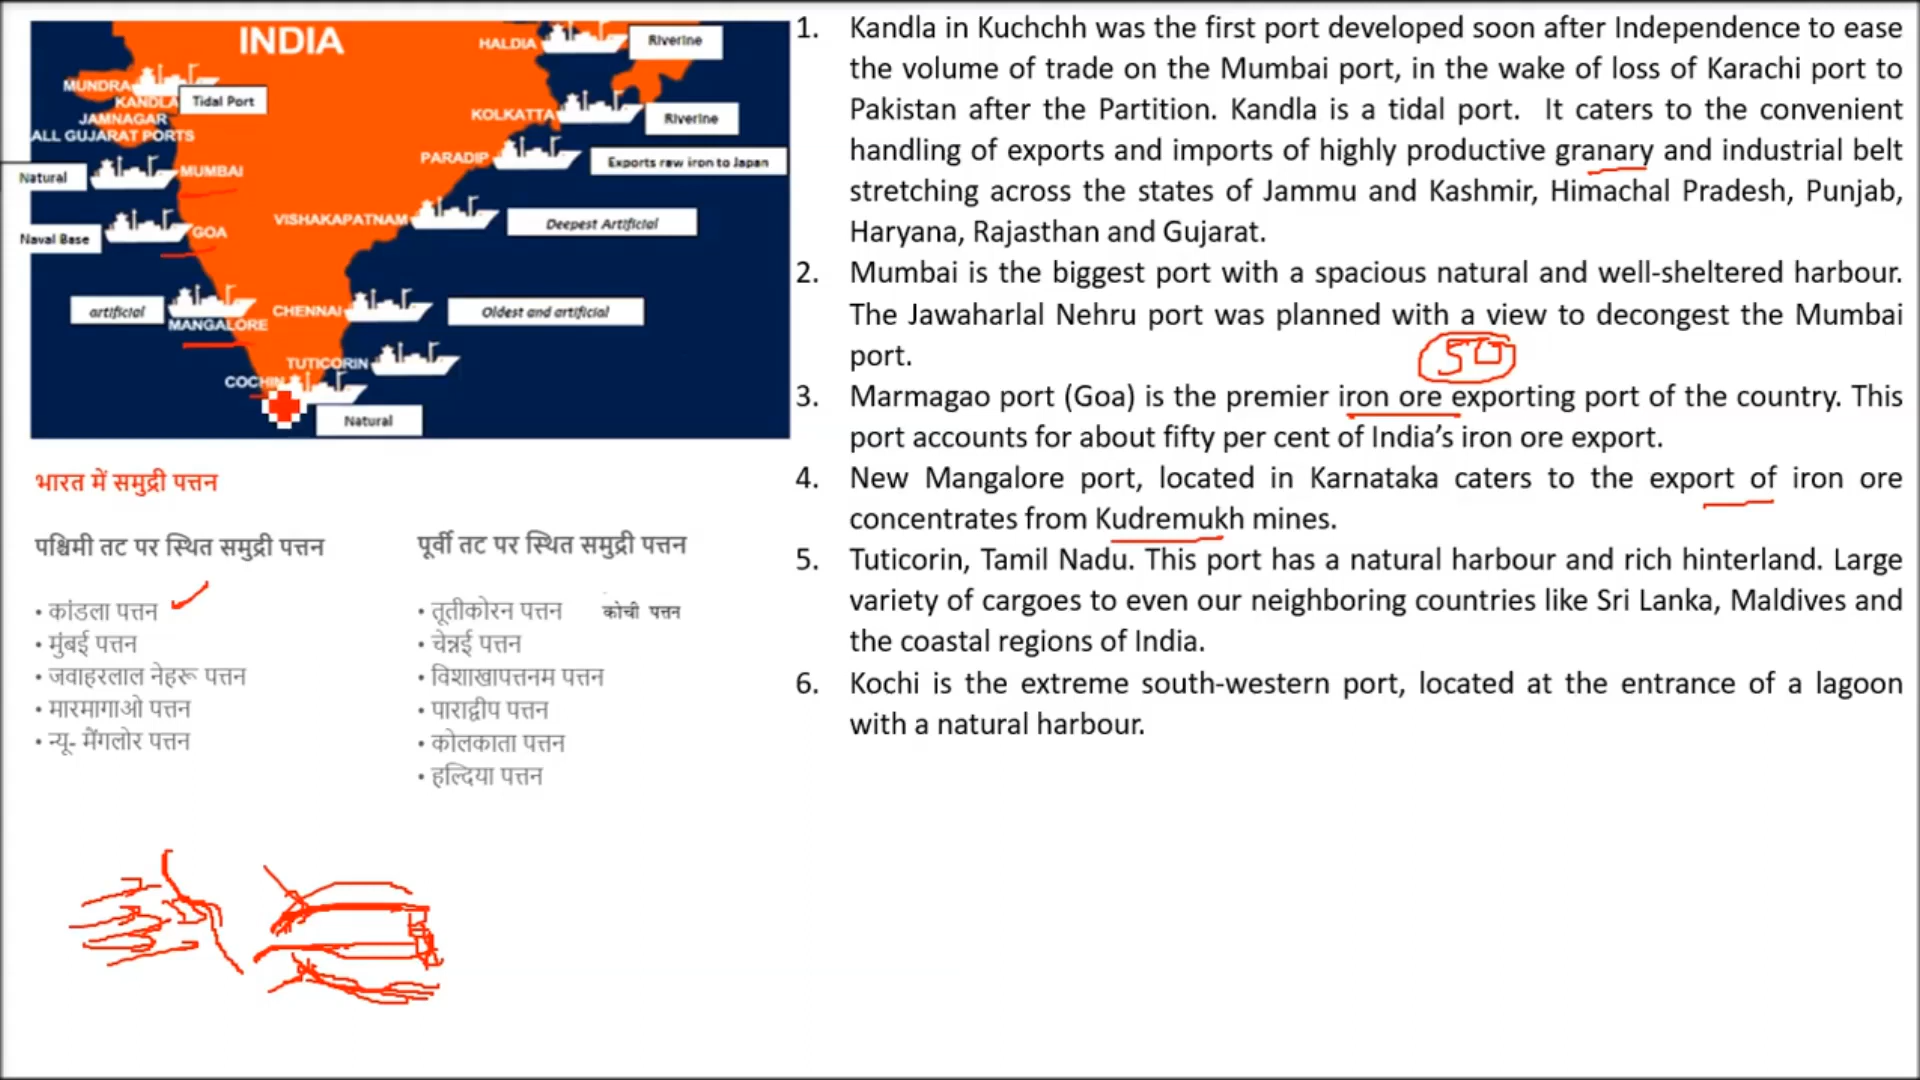 INDIA
HALDIA
Riverine
MUNDRA
KANDLA
Tidal Port
JAMNAGAR
ALL GUJARAT PORTS
KOLKATTA
Riverine
PARADIP
Exports raw iron to Japan
Natural
MUMBAI
VISHAKAPATNAM
Deepest Artificial
Naval Base
GOA
artificial
MANGALORE
CHENNAI
Oldest and artificial
TUTICORIN
COCHIN
Natural
भारत में समुद्री पत्तन
पश्चिमी तट पर स्थित समुद्री पत्तन
• कांडला पत्तन
• मुंबई पत्तन
• जवाहरलाल नेहरू पत्तन
• मारमागाओ पत्तन
• न्यू- मैंगलोर पत्तन
पूर्वी तट पर स्थित समुद्री पत्तन
• तूतीकोरन पत्तन कोची पत्तन
• चेन्नई पत्तन
• विशाखापत्तनम पत्तन
• पाराद्वीप पत्तन
• कोलकाता पत्तन
• हल्दिया पत्तन
1. Kandla in Kuchchh was the first port developed soon after Independence to ease
the volume of trade on the Mumbai port, in the wake of loss of Karachi port to
Pakistan after the Partition. Kandla is a tidal port. It caters to the convenient
handling of exports and imports of highly productive granary and industrial belt
stretching across the states of Jammu and Kashmir, Himachal Pradesh, Punjab,
Haryana, Rajasthan and Gujarat.
2. Mumbai is the biggest port with a spacious natural and well-sheltered harbour.
The Jawaharlal Nehru port was planned with a view to decongest the Mumbai
port.
50
3. Marmagao port (Goa) is the premier iron ore exporting port of the country. This
port accounts for about fifty per cent of India’s iron ore export.
4. New Mangalore port, located in Karnataka caters to the export of iron ore
concentrates from Kudremukh mines.
5. Tuticorin, Tamil Nadu. This port has a natural harbour and rich hinterland. Large
variety of cargoes to even our neighboring countries like Sri Lanka, Maldives and
the coastal regions of India.
6. Kochi is the extreme south-western port, located at the entrance of a lagoon
with a natural harbour.